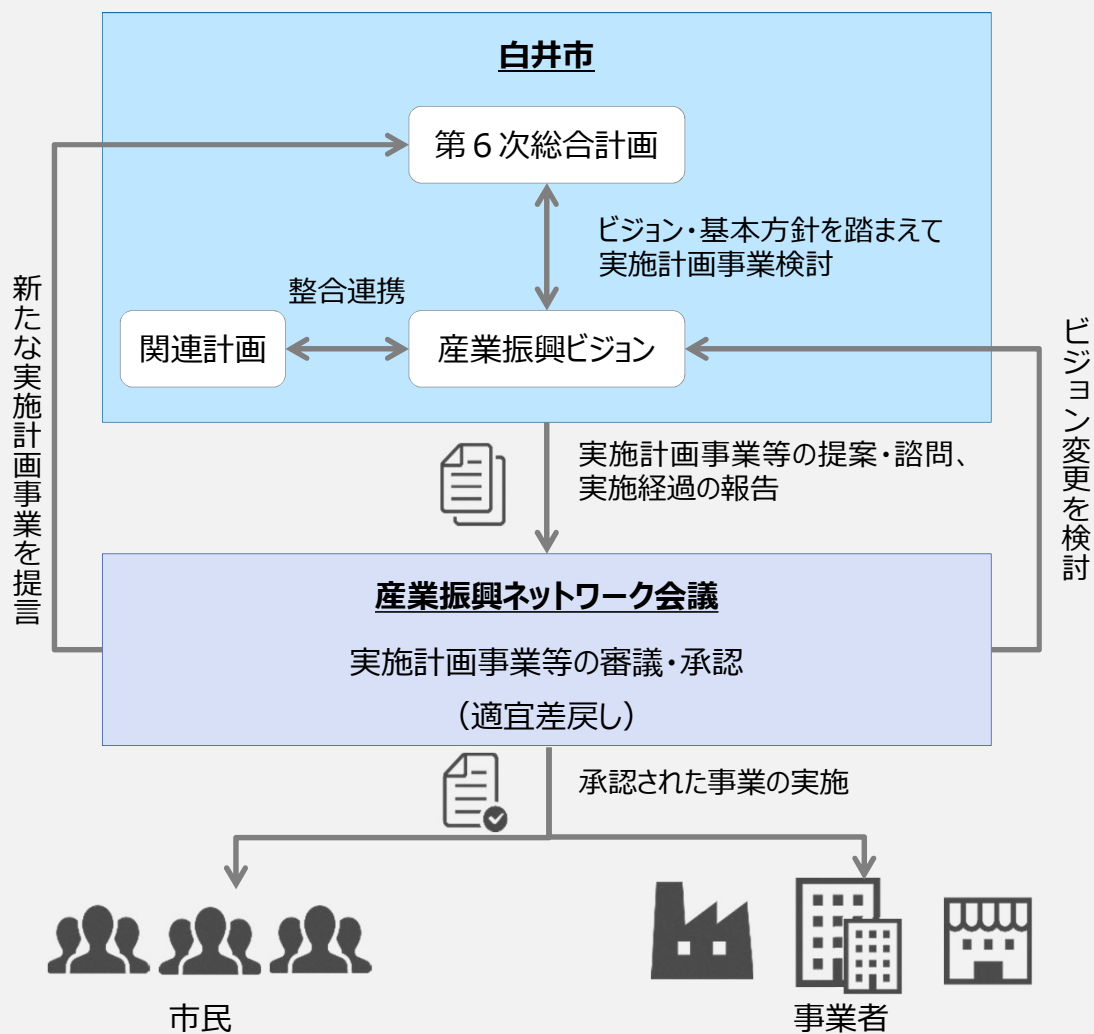 白井市
第６次総合計画
ビジョン・基本方針を踏まえて
実施計画事業検討
整合連携
関連計画
産業振興ビジョン
新たな実施計画事業を提言
ビジョン変更を検討
実施計画事業等の提案・諮問、
実施経過の報告
産業振興ネットワーク会議
実施計画事業等の審議・承認
（適宜差戻し）
承認された事業の実施
市民
事業者